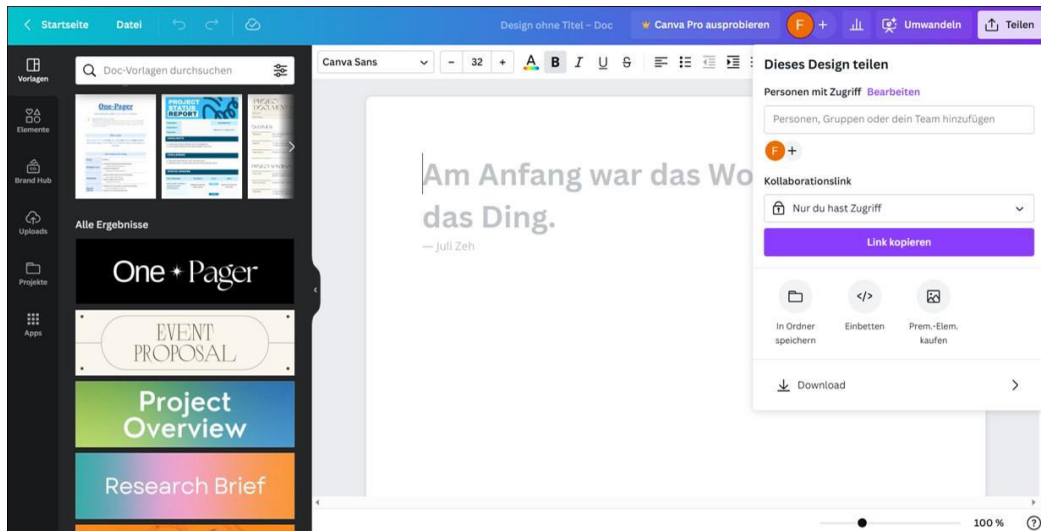 Startseite
Datei
Design ohne Titel – Doc
Canva Pro ausprobieren
F
+
Umwandeln
Teilen
Vorlagen
Elemente
Brand Hub
Uploads
Projekte
Apps
Doc-Vorlagen durchsuchen
One-Pager
PROJECT
STATUS
REPORT
Alle Ergebnisse
One Pager
EVENT
PROPOSAL
Project
Overview
Research Brief
Canva Sans
– 32 +
A B I U S
Am Anfang war das Wo
das Ding.
— Juli Zeh
Dieses Design teilen
Personen mit Zugriff Bearbeiten
Personen, Gruppen oder dein Team hinzufügen
F +
Kollaborationslink
Nur du hast Zugriff
Link kopieren
In Ordner
speichern
Einbetten
Prem.-Elem.
kaufen
Download
100 %
?